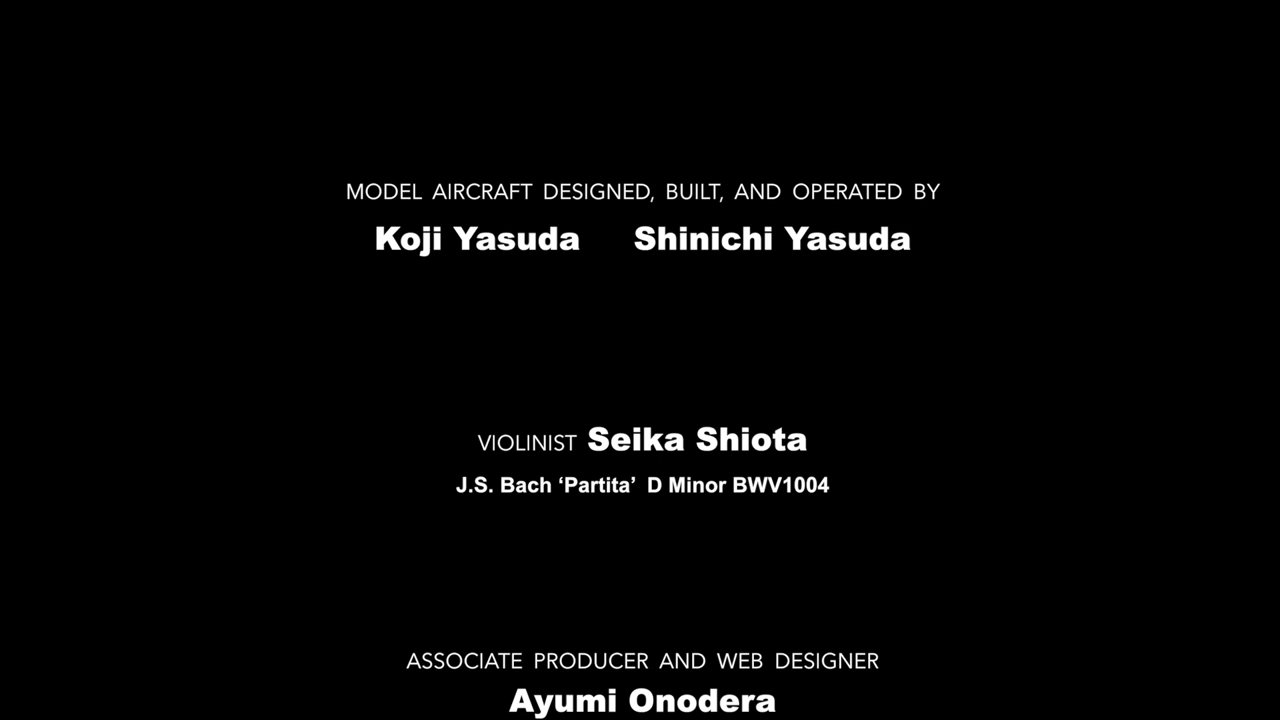 MODEL AIRCRAFT DESIGNED, BUILT, AND OPERATED BY
Koji Yasuda Shinichi Yasuda
VIOLINIST Seika Shiota
J.S. Bach ‘Partita’ D Minor BWV1004
ASSOCIATE PRODUCER AND WEB DESIGNER
Ayumi Onodera